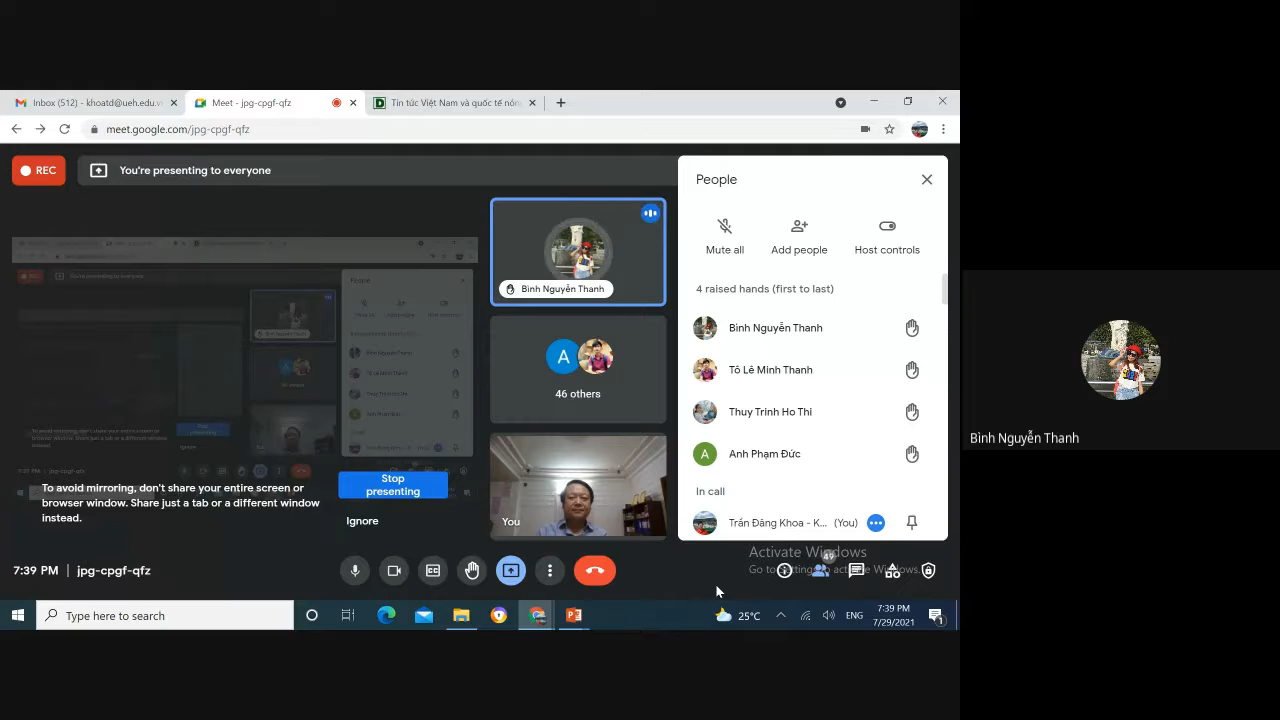 Inbox (512) - khoatd@ueh.edu.v
Meet - jpg-cpgf-qfz
Tin tức Việt Nam và quốc tế nón
meet.google.com/jpg-cpgf-qfz
REC
You're presenting to everyone
People
Mute all
Add people
Host controls
4 raised hands (first to last)
Bình Nguyễn Thanh
Bình Nguyễn Thanh
Tô Lê Minh Thanh
A
46 others
Thuy Trinh Ho Thi
A
Anh Phạm Đức
In call
Trần Đăng Khoa - K... (You)
You
To avoid mirroring, don't share your entire screen or
browser window. Share just a tab or a different window
instead.
Stop
presenting
Ignore
Activate Windows
7:39 PM | jpg-cpgf-qfz
49
Type here to search
25°C
ENG
7:39 PM
7/29/2021
1
Bình Nguyễn Thanh